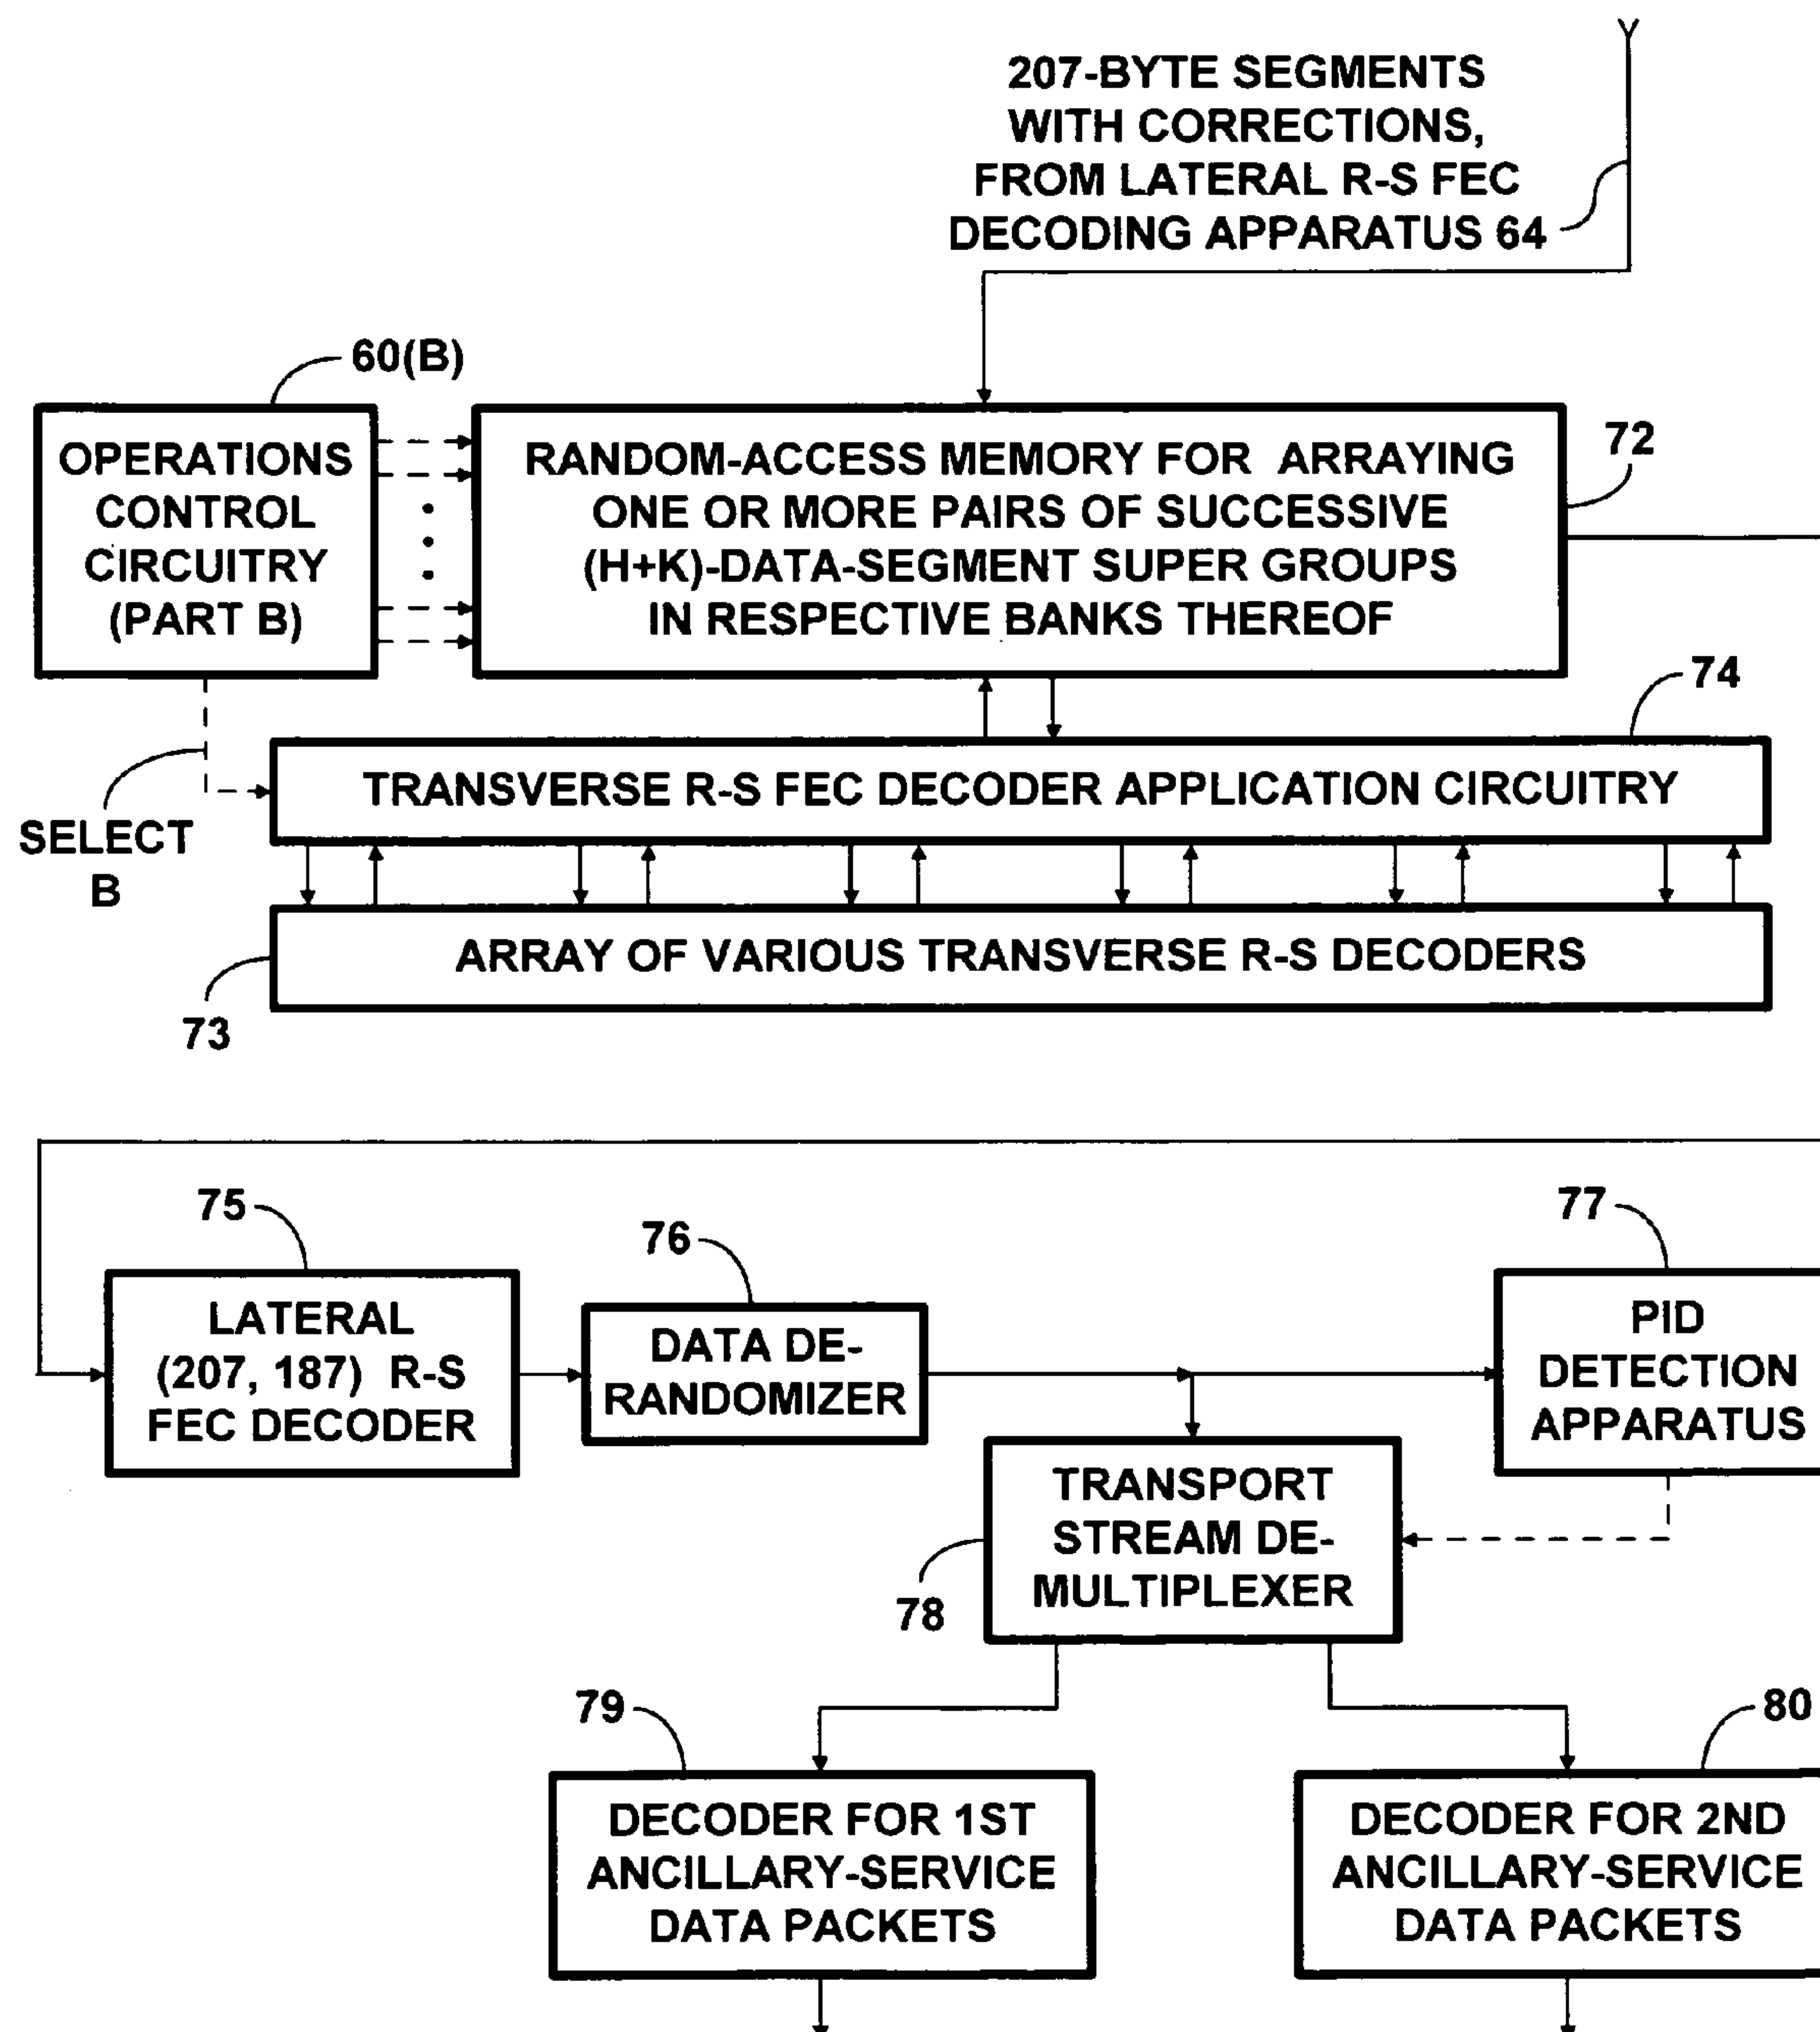 207-BYTE SEGMENTS
WITH CORRECTIONS,
FROM LATERAL R-S FEC
DECODING APPARATUS 64
60(B)
OPERATIONS
CONTROL
CIRCUITRY
(PART B)
RANDOM-ACCESS MEMORY FOR ARRAYING
ONE OR MORE PAIRS OF SUCCESSIVE
(H+K)-DATA-SEGMENT SUPER GROUPS
IN RESPECTIVE BANKS THEREOF
72
74
TRANSVERSE R-S FEC DECODER APPLICATION CIRCUITRY
SELECT
B
ARRAY OF VARIOUS TRANSVERSE R-S DECODERS
73
75
LATERAL
(207, 187) R-S
FEC DECODER
76
DATA DE-
RANDOMIZER
77
PID
DETECTION
APPARATUS
TRANSPORT
STREAM DE-
MULTIPLEXER
78
79
DECODER FOR 1ST
ANCILLARY-SERVICE
DATA PACKETS
80
DECODER FOR 2ND
ANCILLARY-SERVICE
DATA PACKETS